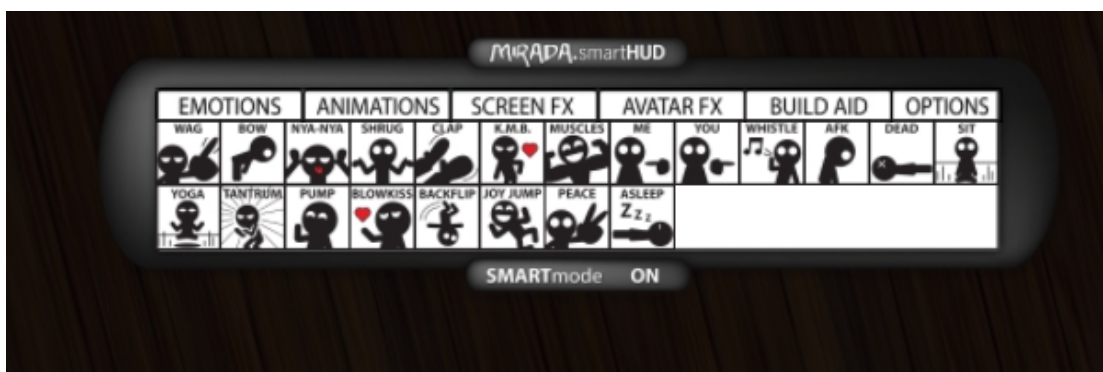 MIRADA.smartHUD
EMOTIONS ANIMATIONS SCREEN FX AVATAR FX BUILD AID OPTIONS
WAG BOW NYA-NYA SHRUG CLAP K.M.B. MUSCLES ME YOU WHISTLE AFK DEAD SIT
YOGA TANTRUM PUMP BLOWKISS BACKFLIP JOY JUMP PEACE ASLEEP
ZZZ
SMARTmode ON